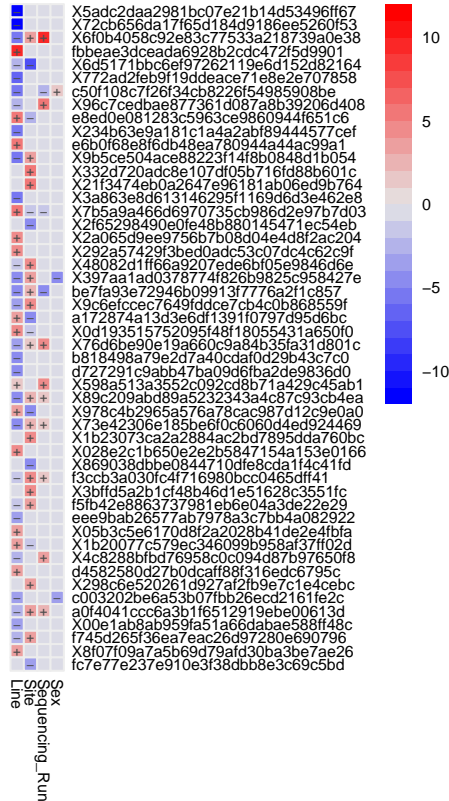 − X5adc2daa2981bc07e21b14d53496ff67
− X72cb656da17f65d184d9186ee5260f53
− + + X6f0b4058c92e83c77533a218739a0e38
+ fbbeae3dceada6928b2cdc472f5d9901
− − X6d5171bbc6ef97262119e6d152d82164
− X772ad2feb9f19ddeace71e8e2e707858
− − + c50f108c7f26f34cb8226f54985908be
− + X96c7cedbae877361d087a8b39206d408
+ − e8ed0e081283c5963ce9860944f651c6
− X234b63e9a181c1a4a2abf89444577cef
+ e6b0f68e8f6db48ea780944a44ac99a1
− + X9b5ce504ace88223f14f8b0848d1b054
+ X332d720adc8e107df05b716fd88b601c
+ X21f3474eb0a2647e96181ab06ed9b764
− X3a863e8d613146295f1169d6d3e462e8
+ − − X7b5a9a466d6970735cb986d2e97b7d03
− X2f65298490e0fe48b880145471ec54eb
+ X2a065d9ee9756b7b08d04e4d8f2ac204
+ X292a57429f3bed0adc53c07dc4c62c9f
− + X48082d1ff66a9207ede6bf05e9846d6e
− + − X397aa1ad0378774f826b9825c958427e
− + − be7fa93e72946b09913f7776a2f1c857
− + X9c6efccec7649fddce7cb4c0b868559f
+ − a172874a13d3e6df1391f0797d95d6bc
+ − X0d193515752095f48f18055431a650f0
− + + X76d6be90e19a660c9a84b35fa31d801c
− b818498a79e2d7a40cdaf0d29b43c7c0
− d727291c9abb47ba09d6fba2de9836d0
+ + X598a513a3552c092cd8b71a429c45ab1
− + + X89c209abd89a5232343a4c87c93cb4ea
+ − X978c4b2965a576a78cac987d12c9e0a0
− + + X73e42306e185be6f0c6060d4ed924469
+ X1b23073ca2a2884ac2bd7895dda760bc
+ X028e2c1b650e2e2b5847154a153e0166
− X869038dbbe0844710dfe8cda1f4c41fd
− + + f3ccb3a030fc4f716980bcc0465dff41
+ X3bffd5a2b1cf48b46d1e51628c3551fc
− + f5fb42e8863737981eb6e04a3de22e29
− eee9bab26577ab7978a3c7bb4a082922
+ X05b3c5e6170d8f2a2028b41de2e4fbfa
+ − X1b20077c579ec346099b958af37ff02d
− + X4c8288bfbd76958c0c094d87b97650f8
+ d4582580d27b0dcaff88f316edc6795c
+ X298c6e520261d927af2fb9e7c1e4cebc
− − c003202be6a53b07fbb26ecd2161fe2c
− + + a0f4041ccc6a3b1f6512919ebe00613d
− X00e1ab8ab959fa51a66dabae588ff48c
− + f745d265f36ea7eac26d97280e690796
+ X8f07f09a7a5b69d79afd30ba3be7ae26
− fc7e77e237e910e3f38dbb8e3c69c5bd
Line
Site
Sequencing_Run
Sex
10
5
0
−5
−10